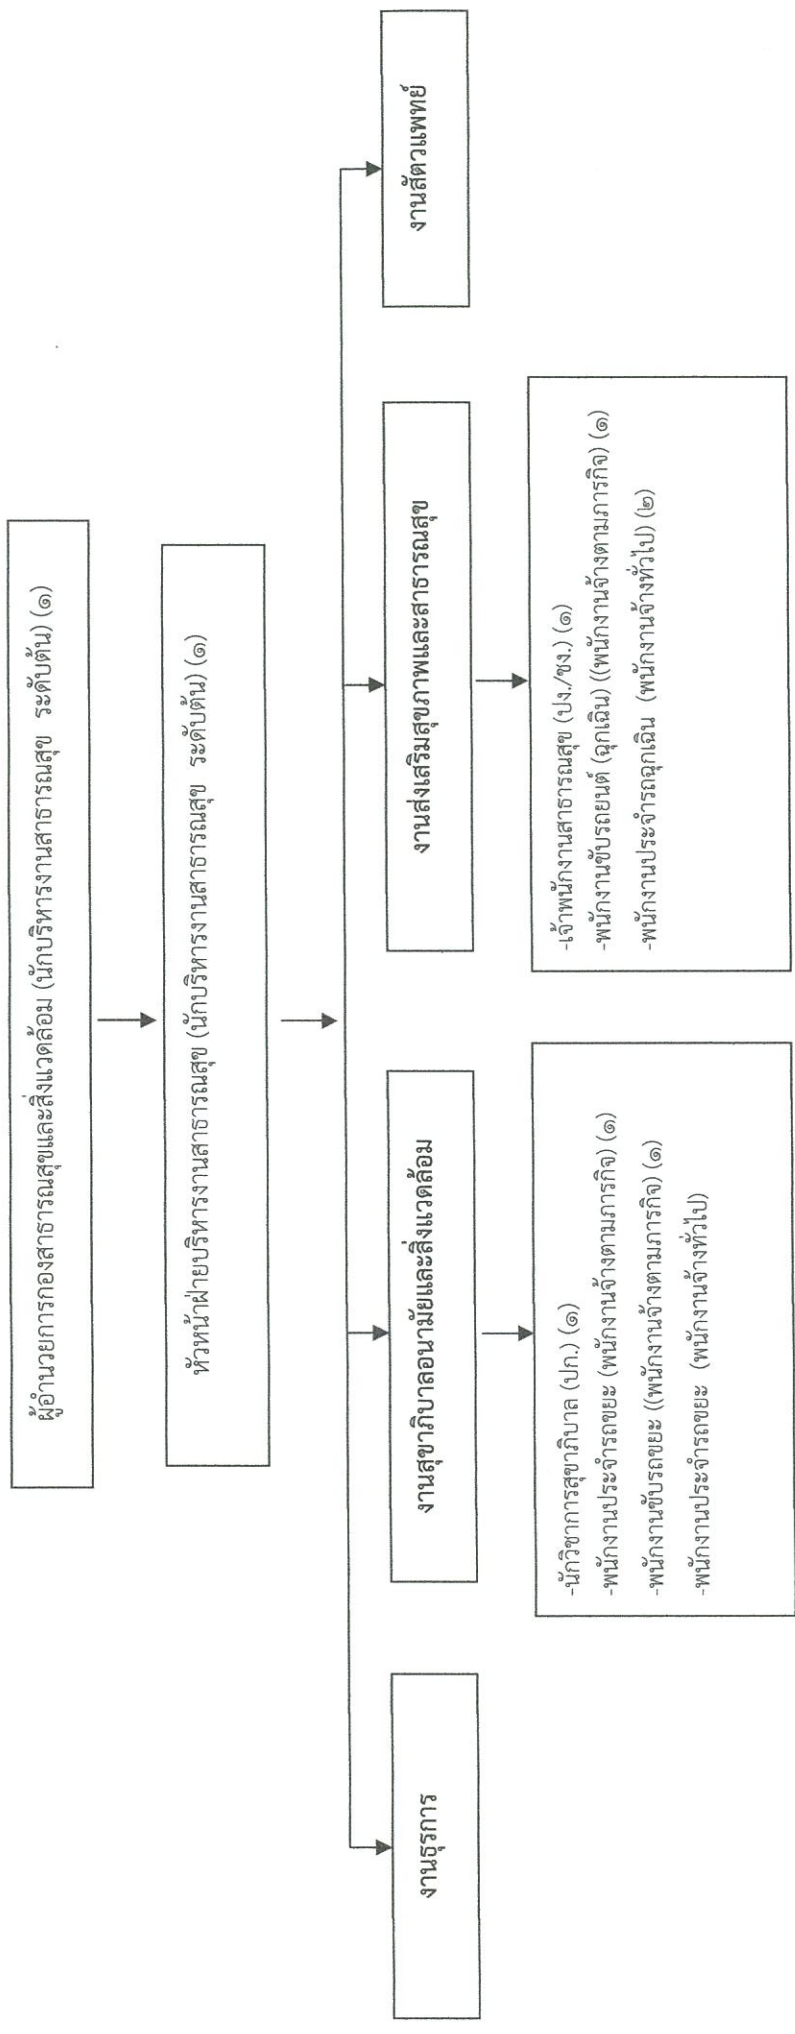 ผู้อำนวยการกองสาธารณสุขและสิ่งแวดล้อม (นักบริหารงานสาธารณสุข ระดับต้น) (๑)
หัวหน้าฝ่ายบริหารงานสาธารณสุข (นักบริหารงานสาธารณสุข ระดับต้น) (๑)
งานธุรการ
งานสุขาภิบาลอนามัยและสิ่งแวดล้อม
งานส่งเสริมสุขภาพและสาธารณสุข
งานสัตวแพทย์
-นักวิชาการสุขาภิบาล (ปก.) (๑)
-พนักงานประจำรถขยะ (พนักงานจ้างตามภารกิจ) (๑)
-พนักงานขับรถขยะ ((พนักงานจ้างตามภารกิจ) (๑)
-พนักงานประจำรถขยะ (พนักงานจ้างทั่วไป)
-เจ้าพนักงานสาธารณสุข (ปง./ชง.) (๑)
-พนักงานขับรถยนต์ (ฉุกเฉิน) ((พนักงานจ้างตามภารกิจ) (๑)
-พนักงานประจำรถฉุกเฉิน (พนักงานจ้างทั่วไป) (๒)